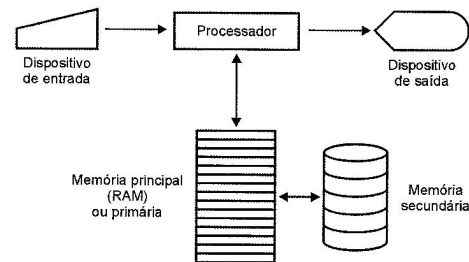 Processador
Dispositivo
de entrada
Dispositivo
de saída
Memória principal
(RAM)
ou primária
Memória
secundária